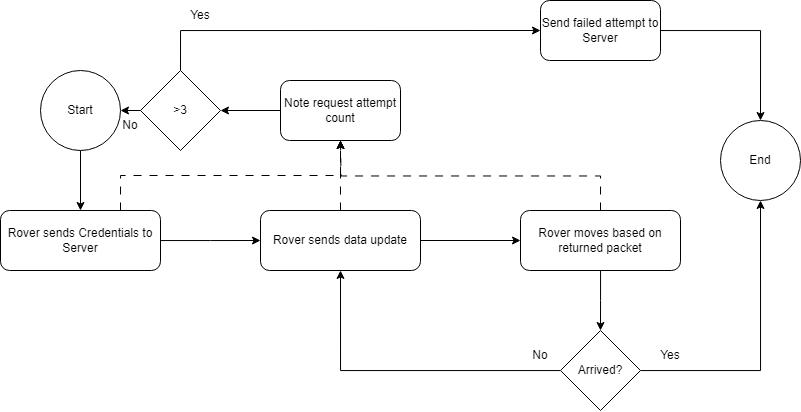 Yes
Send failed attempt to
Server
Start
>3
Note request attempt
count
No
End
Rover sends Credentials to
Server
Rover sends data update
Rover moves based on
returned packet
No
Arrived?
Yes